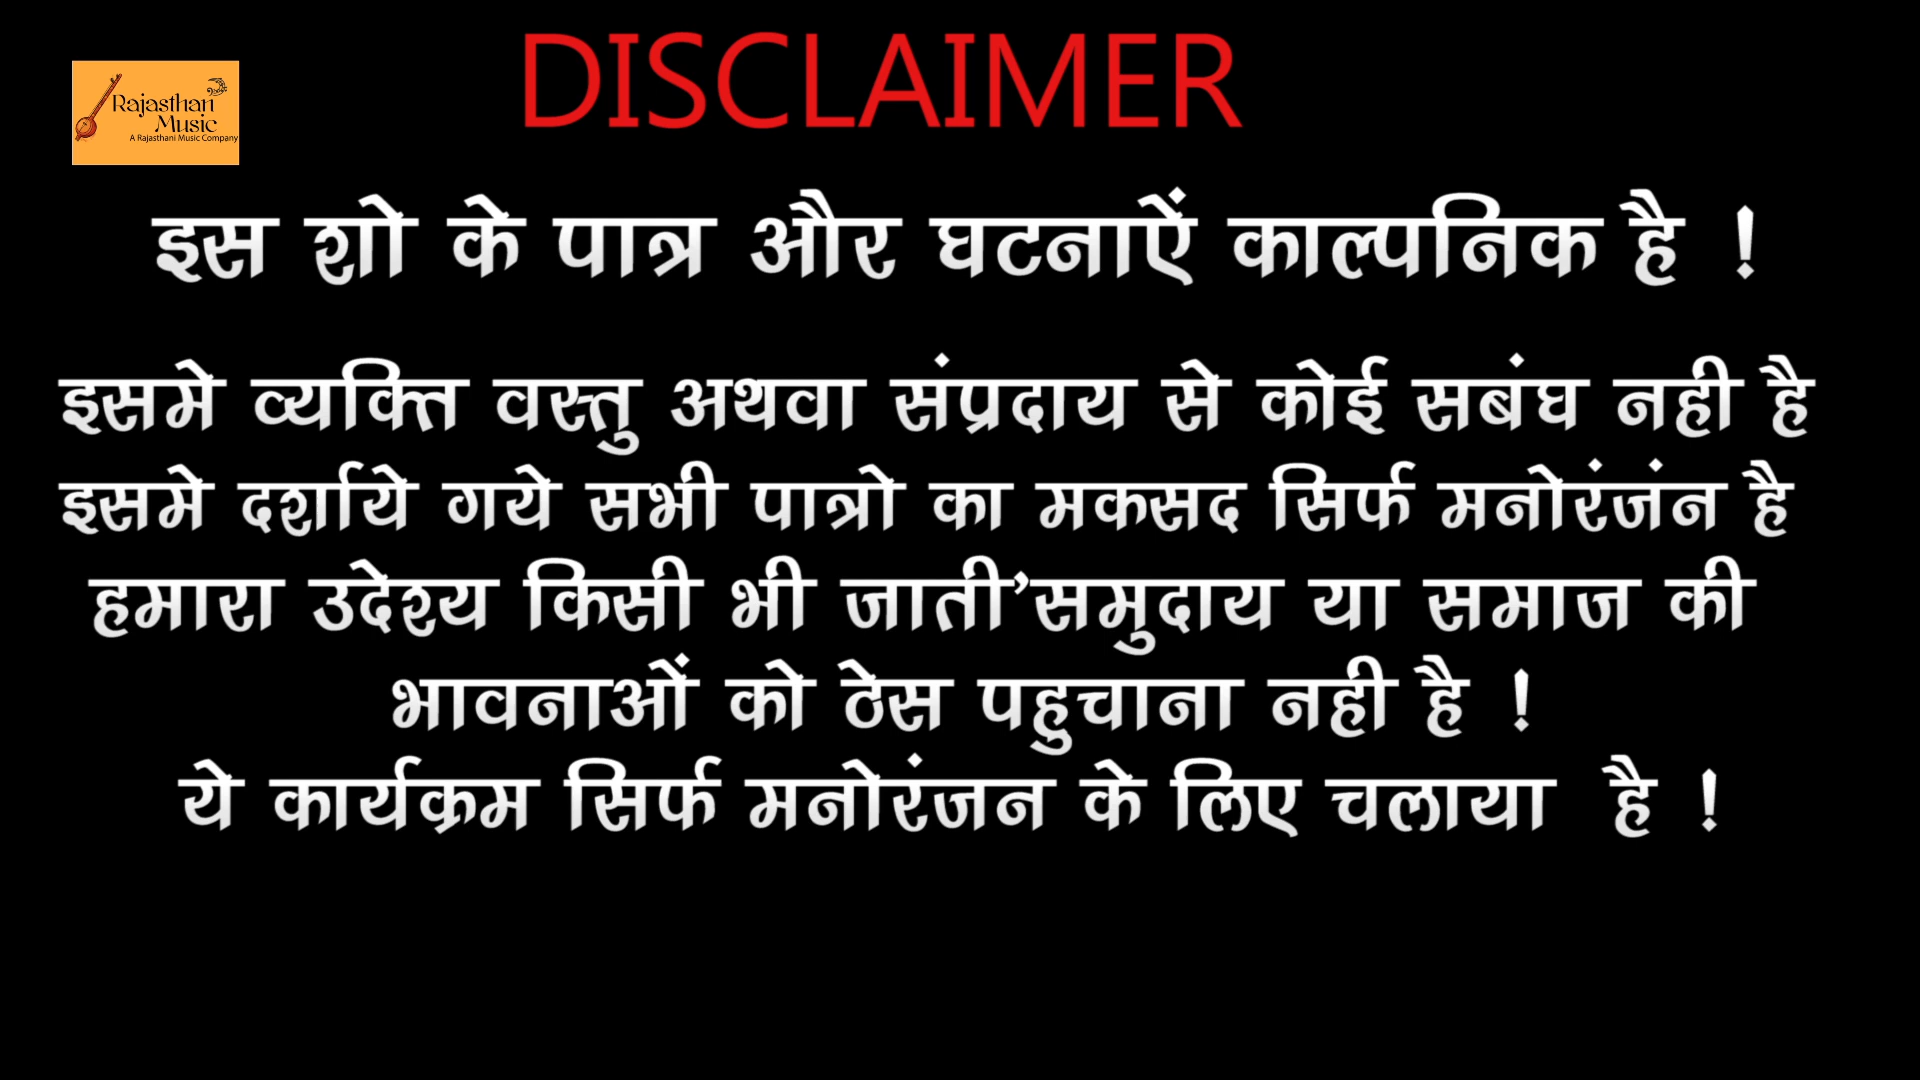 DISCLAIMER
Rajasthan
Music
A Rajasthani Music Company
इस शो के पात्र और घटनाऐं काल्पनिक है !
इसमे व्यक्ति वस्तु अथवा संप्रदाय से कोई सबंघ नही है
इसमे दर्शाये गये सभी पात्रो का मकसद सिर्फ मनोरंजंन है
हमारा उदेश्य किसी भी जाती’समुदाय या समाज की
भावनाओं को ठेस पहुचाना नही है !
ये कार्यक्रम सिर्फ मनोरंजन के लिए चलाया है !